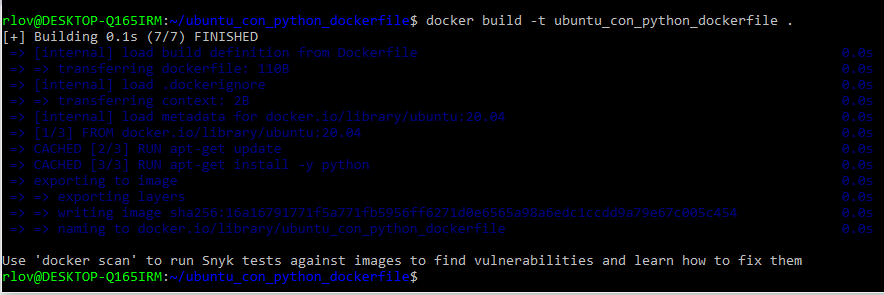 rlov@DESKTOP-Q165IRM:~/ubuntu_con_python_dockerfile$ docker build -t ubuntu_con_python_dockerfile .
[+] Building 0.1s (7/7) FINISHED
=> [internal] load build definition from Dockerfile 0.0s
=> => transferring dockerfile: 110B 0.0s
=> [internal] load .dockerignore 0.0s
=> => transferring context: 2B 0.0s
=> [internal] load metadata for docker.io/library/ubuntu:20.04 0.0s
=> [1/3] FROM docker.io/library/ubuntu:20.04 0.0s
=> CACHED [2/3] RUN apt-get update 0.0s
=> CACHED [3/3] RUN apt-get install -y python 0.0s
=> exporting to image 0.0s
=> => exporting layers 0.0s
=> => writing image 0.0s
=> => naming to docker.io/library/ubuntu_con_python_dockerfile 0.0s
Use 'docker scan' to run Snyk tests against images to find vulnerabilities and learn how to fix them
rlov@DESKTOP-Q165IRM:~/ubuntu_con_python_dockerfile$